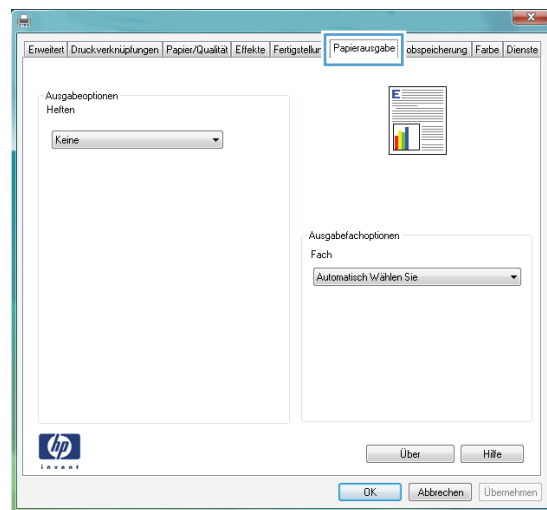 Erweitert Druckverknüpfungen Papier/Qualität Effekte Fertigstellur Papierausgabe obspeicherung Farbe Dienste
Ausgabeoptionen
Heften
Keine
E
Ausgabefachoptionen
Fach
Automatisch Wählen Sie
hp
invent
Über Hilfe
OK Abbrechen Übernehmen